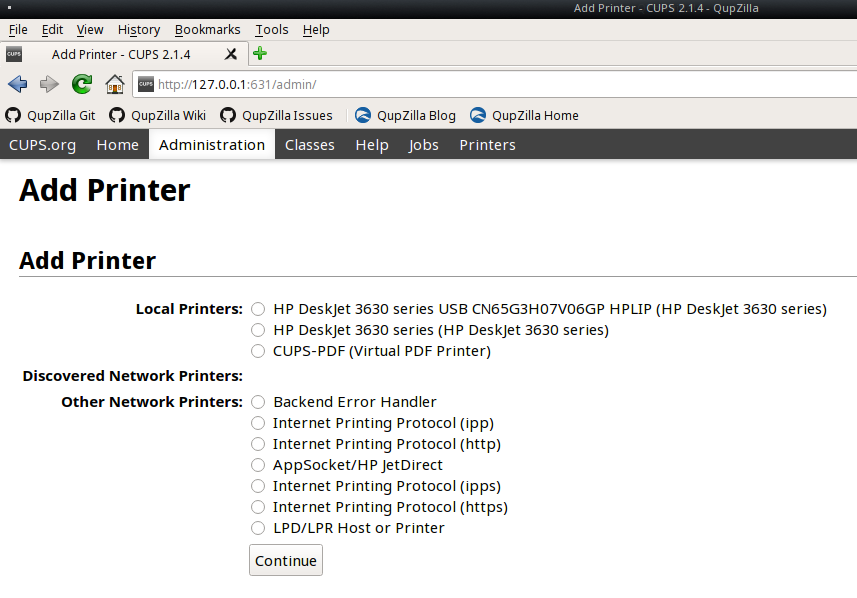 Add Printer - CUPS 2.1.4 - QupZilla
File Edit View History Bookmarks Tools Help
CUPS Add Printer - CUPS 2.1.4
CUPS http://127.0.0.1:631/admin/
QupZilla Git QupZilla Wiki QupZilla Issues QupZilla Blog QupZilla Home
CUPS.org Home Administration Classes Help Jobs Printers
Add Printer
Add Printer
Local Printers: HP DeskJet 3630 series USB CN65G3H07V06GP HPLIP (HP DeskJet 3630 series)
HP DeskJet 3630 series (HP DeskJet 3630 series)
CUPS-PDF (Virtual PDF Printer)
Discovered Network Printers:
Other Network Printers: Backend Error Handler
Internet Printing Protocol (ipp)
Internet Printing Protocol (http)
AppSocket/HP JetDirect
Internet Printing Protocol (ipps)
Internet Printing Protocol (https)
LPD/LPR Host or Printer
Continue